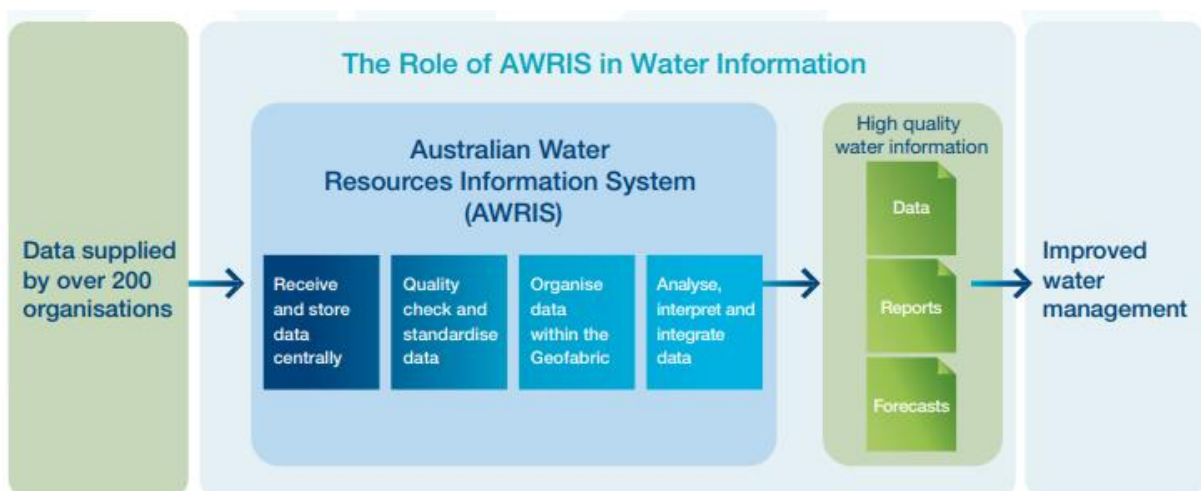 The Role of AWRIS in Water Information
Data supplied
by over 200
organisations
Australian Water
Resources Information System
(AWRIS)
Receive
and store
data
centrally
Quality
check and
standardise
data
Organise
data
within the
Geofabric
Analyse,
interpret and
integrate
data
High quality
water information
Data
Reports
Forecasts
Improved
water
management